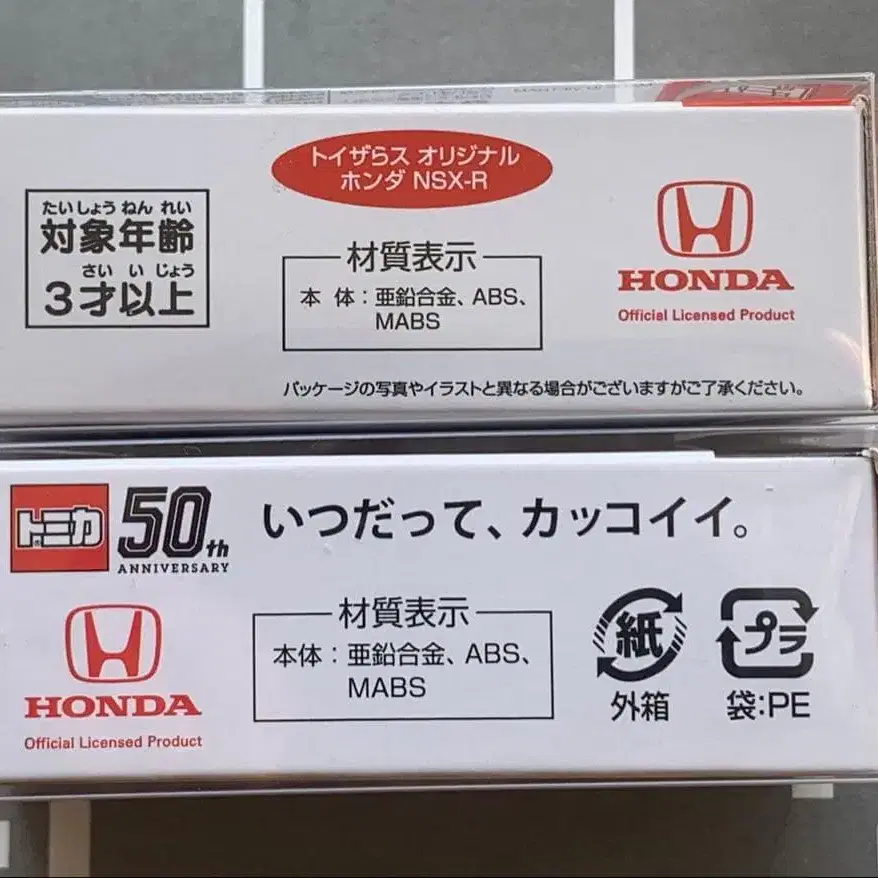 トイザらス オリジナル
ホンダ NSX-R
たいしょう ねん れい
対象年齢
さい い じょう
3才以上
材質表示
本 体：亜鉛合金、ABS、
MABS
HONDA
Official Licensed Product
パッケージの写真やイラストと異なる場合がございますがご了承ください。
トミカ
50th
ANNIVERSARY
いつだって、カッコイイ。
HONDA
Official Licensed Product
材質表示
本体：亜鉛合金、ABS、
MABS
紙
外箱
プラ
袋:PE